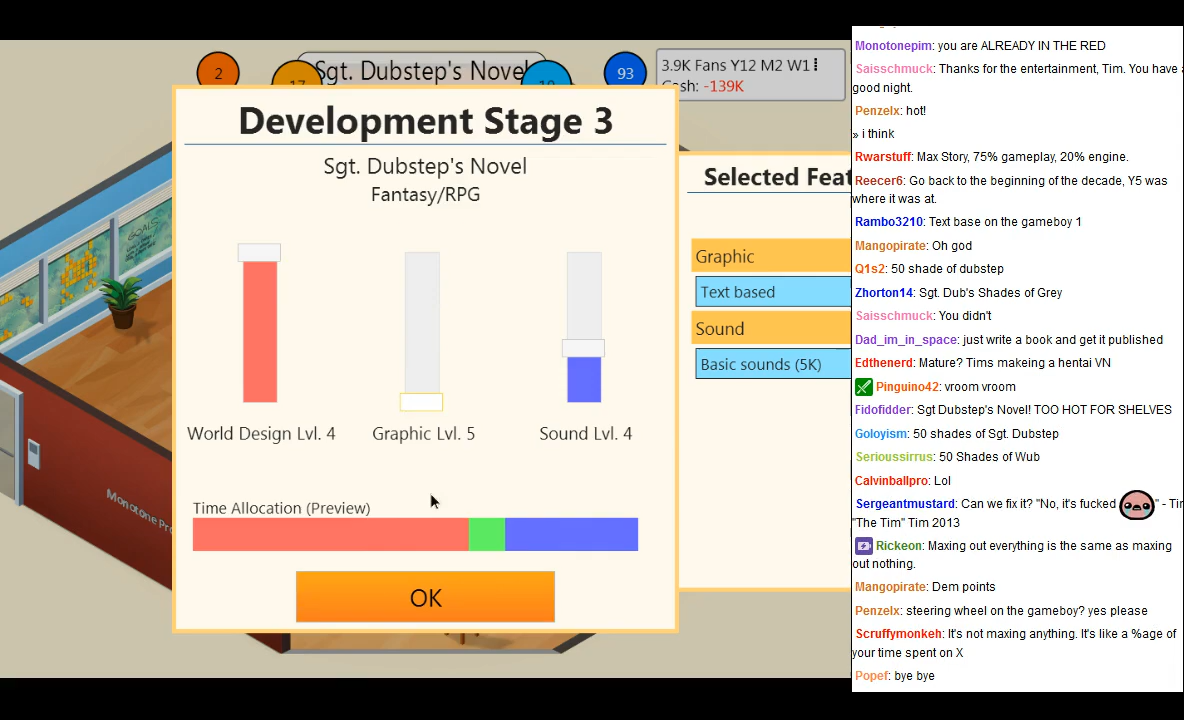 2
17
Sgt. Dubstep's Novel
93
3.9K Fans Y12 M2 W1
Cash: -139K
GOALS:
Development Stage 3
Sgt. Dubstep's Novel
Fantasy/RPG
World Design Lvl. 4
Graphic Lvl. 5
Sound Lvl. 4
Time Allocation (Preview)
OK
Selected Feat
Graphic
Text based
Sound
Basic sounds (5K)
Monotone Pr
Monotonepim: you are ALREADY IN THE RED
Saisschmuck: Thanks for the entertainment, Tim. You have a
good night.
Penzelx: hot!
» i think
Rwarstuff: Max Story, 75% gameplay, 20% engine.
Reecer6: Go back to the beginning of the decade, Y5 was
where it was at.
Rambo3210: Text base on the gameboy 1
Mangopirate: Oh god
Q1s2: 50 shade of dubstep
Zhorton14: Sgt. Dub's Shades of Grey
Saisschmuck: You didn't
Dad_im_in_space: just write a book and get it published
Edthenerd: Mature? Tims makeing a hentai VN
Pinguino42: vroom vroom
Fidofidder: Sgt Dubstep's Novel! TOO HOT FOR SHELVES
Goloyism: 50 shades of Sgt. Dubstep
Serioussirrus: 50 Shades of Wub
Calvinballpro: Lol
Sergeantmustard: Can we fix it? "No, it's fucked " - Tim
"The Tim" Tim 2013
Rickeon: Maxing out everything is the same as maxing
out nothing.
Mangopirate: Dem points
Penzelx: steering wheel on the gameboy? yes please
Scruffymonkeh: It's not maxing anything. It's like a %age of
your time spent on X
Popef: bye bye